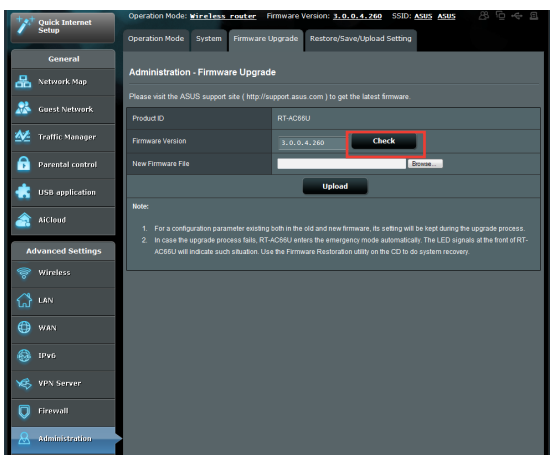 Quick Internet
Setup
Operation Mode: Wireless router Firmware Version: 3.0.0.4.260 SSID: ASUS ASUS
Operation Mode System Firmware Upgrade Restore/Save/Upload Setting
General
Network Map
Guest Network
Traffic Manager
Parental control
USB application
AiCloud
Advanced Settings
Wireless
LAN
WAN
IPv6
VPN Server
Firewall
Administration
Administration - Firmware Upgrade
Please visit the ASUS support site ( http://support.asus.com ) to get the latest firmware.
Product ID RT-AC66U
Firmware Version 3.0.0.4.260 Check
New Firmware File Browse...
Upload
Note:
1. For a configuration parameter existing both in the old and new firmware, its setting will be kept during the upgrade process.
2. In case the upgrade process fails, RT-AC66U enters the emergency mode automatically. The LED signals at the front of RT-
AC66U will indicate such situation. Use the Firmware Restoration utility on the CD to do system recovery.